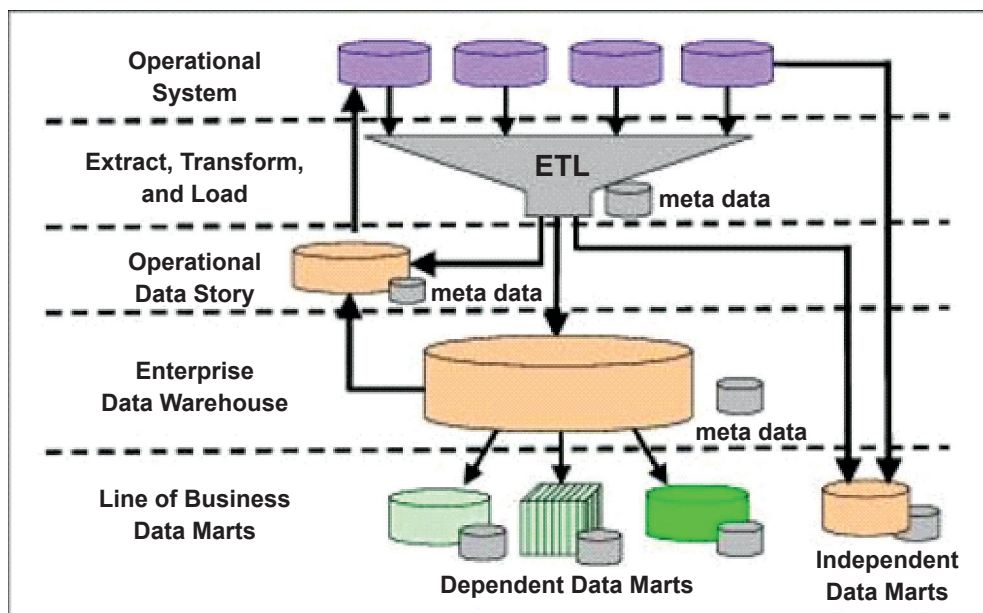 Operational
System
Extract, Transform,
and Load
ETL
meta data
Operational
Data Story
meta data
Enterprise
Data Warehouse
meta data
Line of Business
Data Marts
Dependent Data Marts
Independent
Data Marts